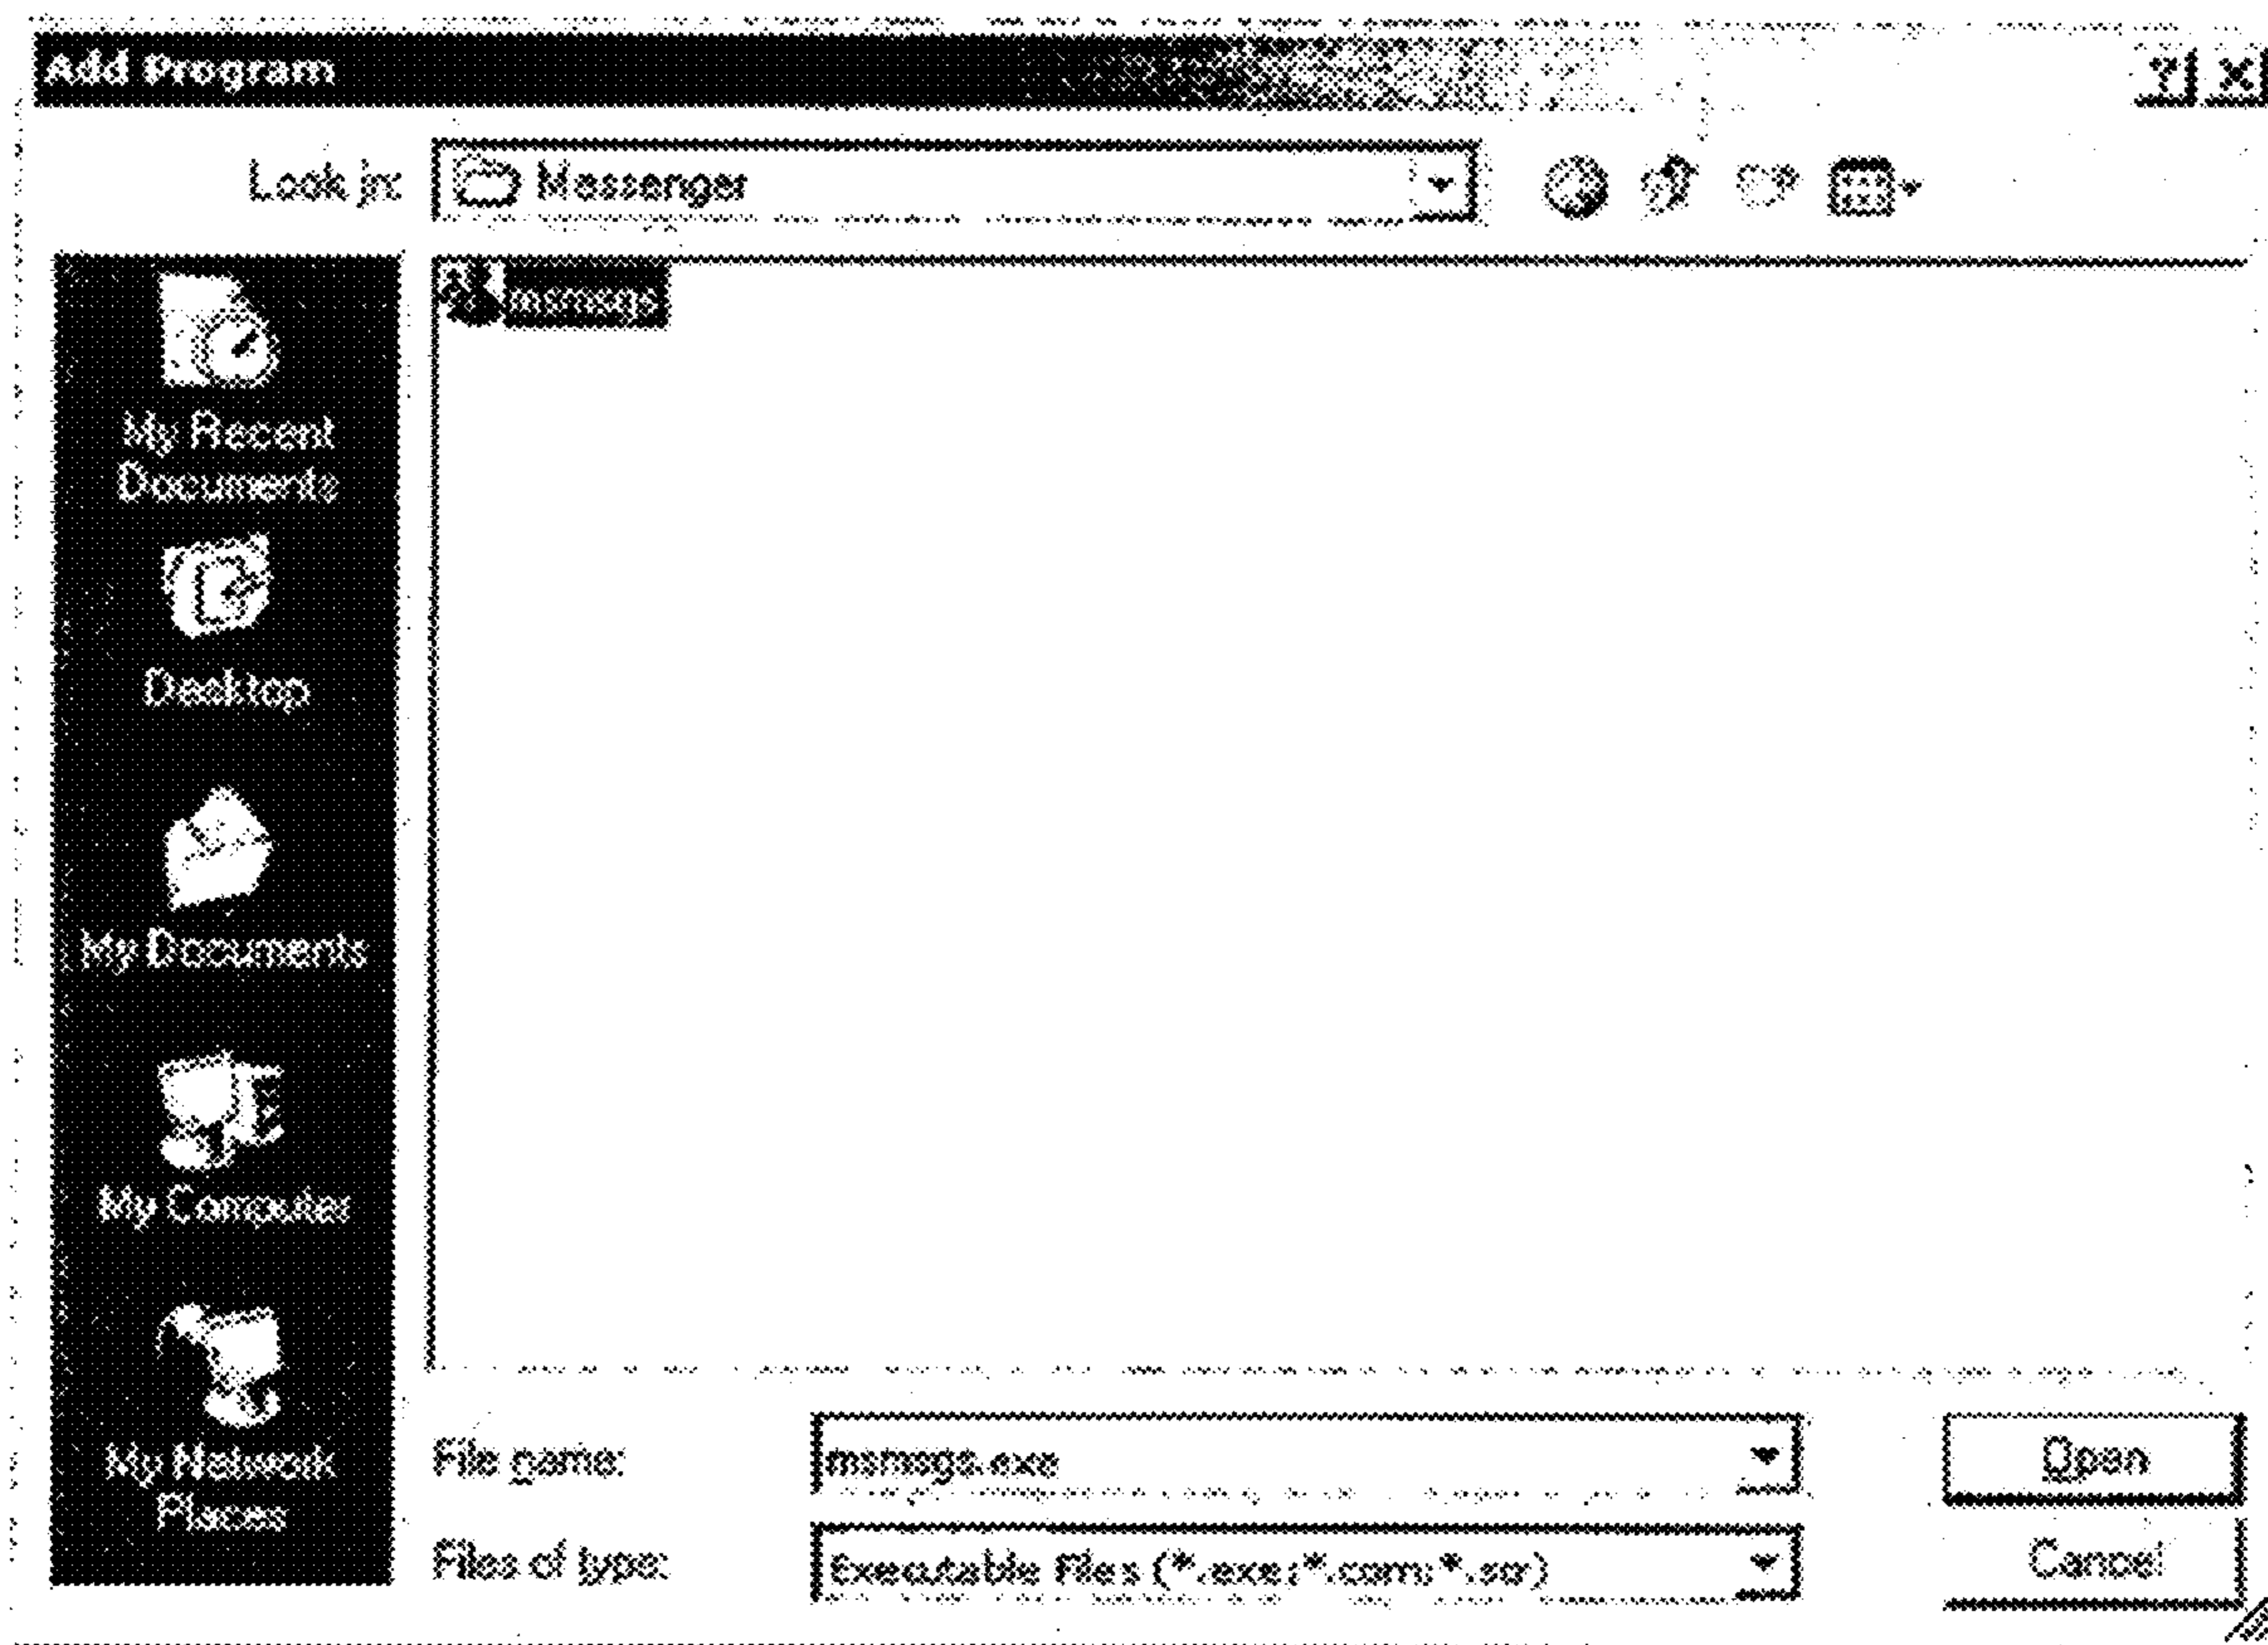 Add Program
? X
Look in: Messenger
msmsgs
My Recent
Documents
Desktop
My Documents
My Computer
My Network
Places
File name: msmsgs.exe
Open
Files of type: Executable Files (*.exe;*.com;*.scr)
Cancel